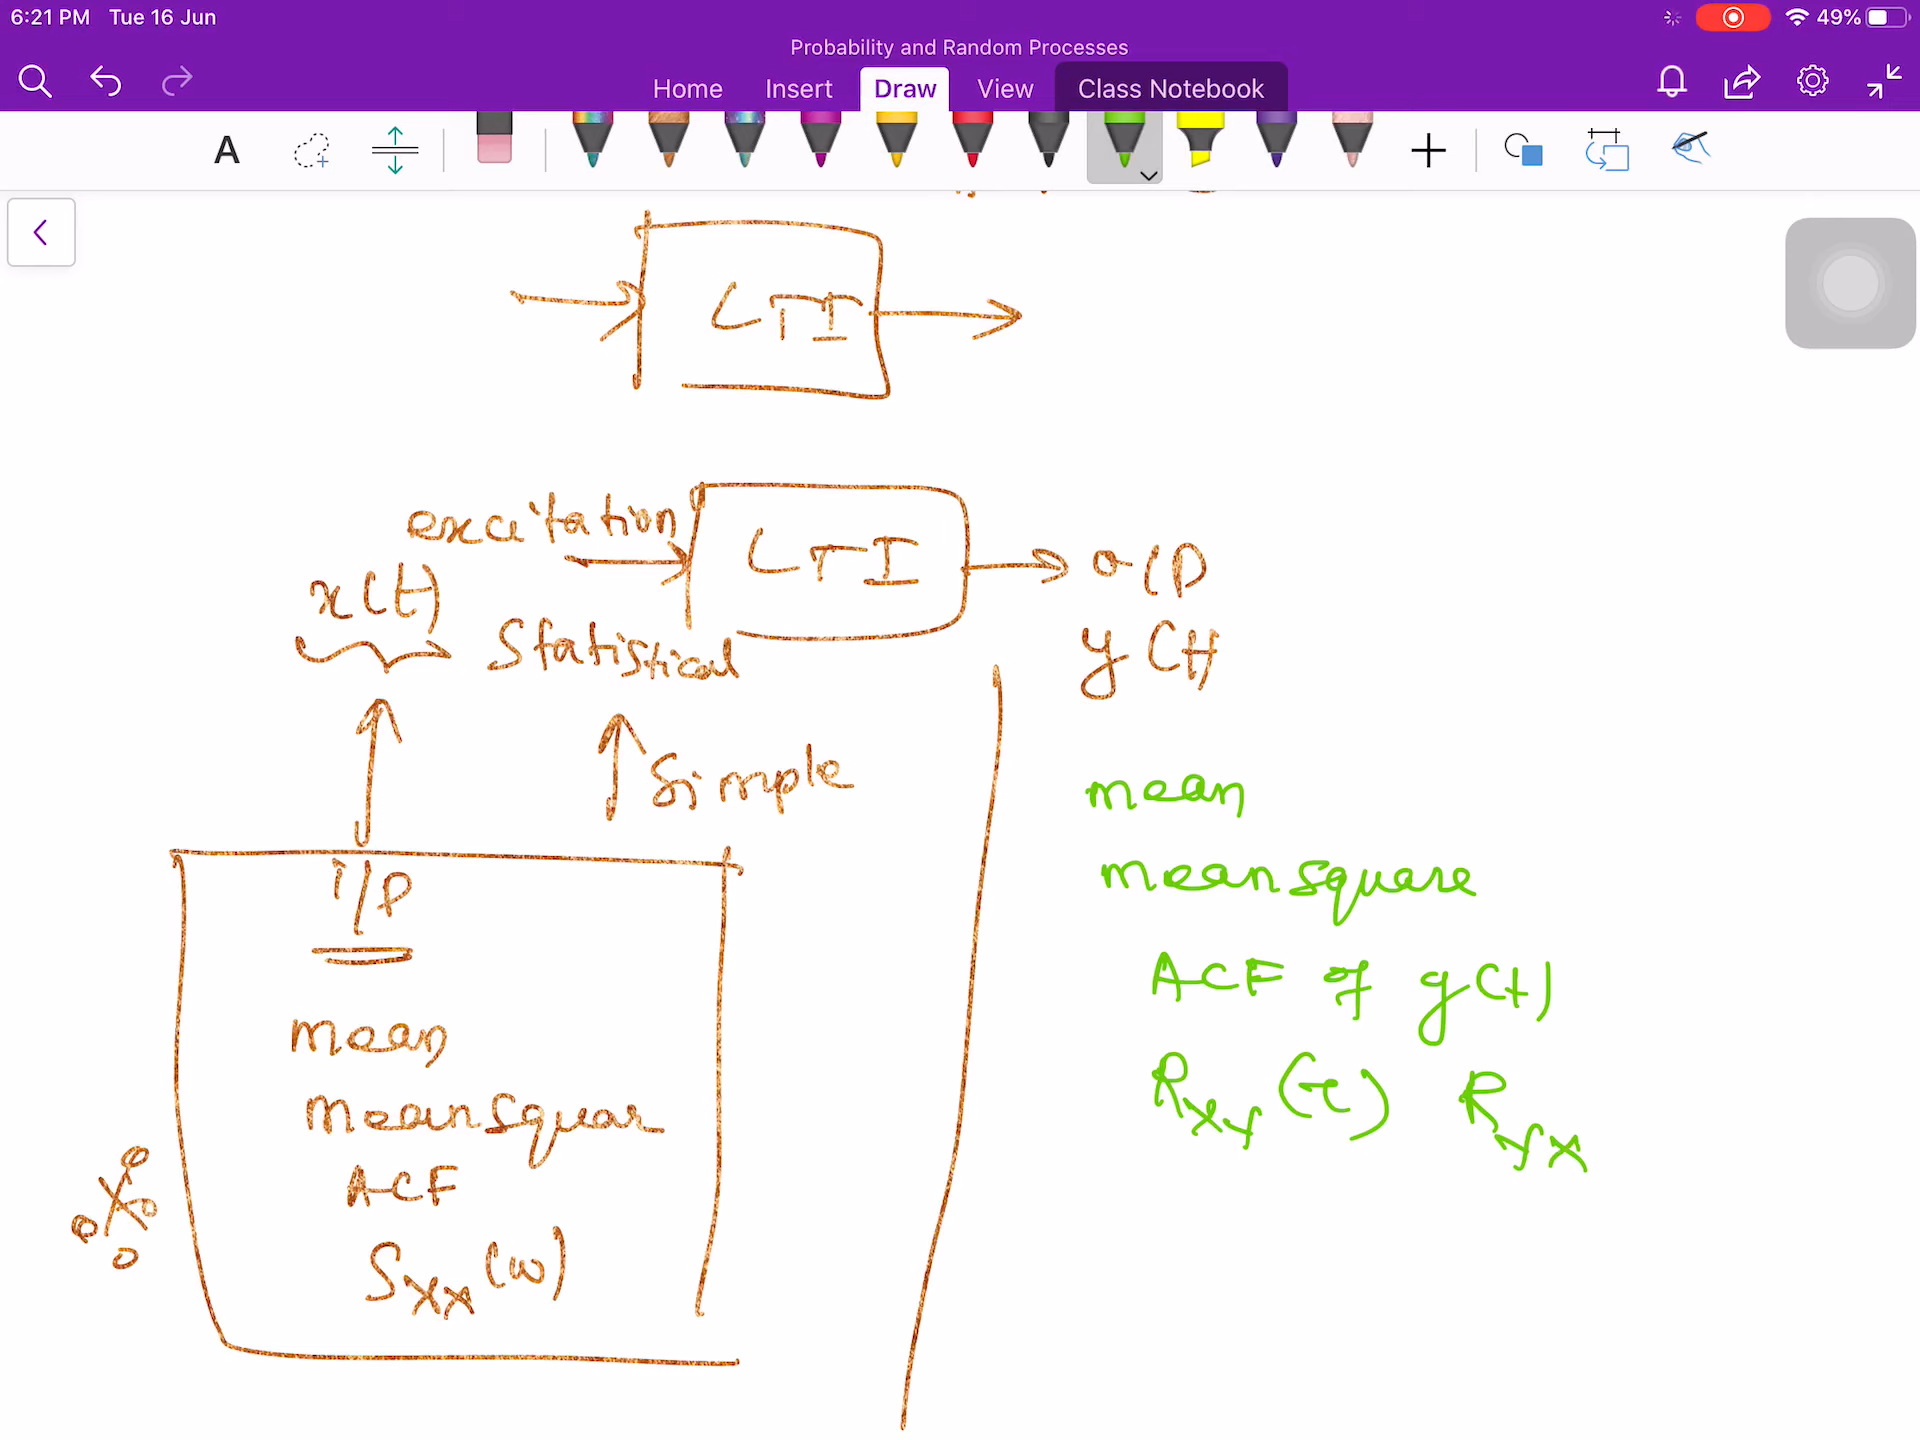 6:21 PM Tue 16 Jun
49%
Probability and Random Processes
Home Insert Draw View Class Notebook
A
LTI
excitation
LTI
x(t)
o/p
Statistical
y(t)
Simple
mean
i/p
mean square
mean
ACF of y(t)
mean squar
RXY(τ) RYX
ACF
SXX(ω)